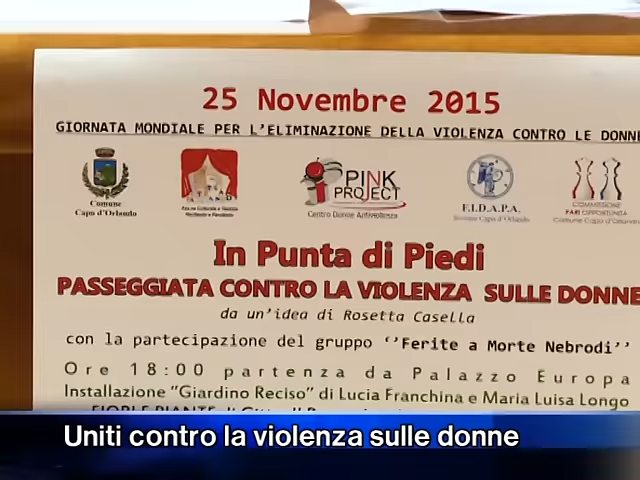 25 Novembre 2015
GIORNATA MONDIALE PER L'ELIMINAZIONE DELLA VIOLENZA CONTRO LE DONNE
Comune
Capo d'Orlando
PINK
PROJECT
Centro Donne Antiviolenza
F.I.D.A.P.A.
Sezione Capo d'Orlando
COMMISSIONE
PARI OPPORTUNITA
Comune Capo d'Orlando
In Punta di Piedi
PASSEGGIATA CONTRO LA VIOLENZA SULLE DONNE
da un'idea di Rosetta Casella
con la partecipazione del gruppo ‘'Ferite a Morte Nebrodi’’
Ore 18:00 partenza da Palazzo Europa
Installazione “Giardino Reciso” di Lucia Franchina e Maria Luisa Longo
Uniti contro la violenza sulle donne